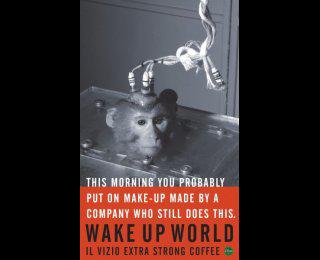 THIS MORNING YOU PROBABLY
PUT ON MAKE-UP MADE BY A
COMPANY WHO STILL DOES THIS.
WAKE UP WORLD
IL VIZIO EXTRA STRONG COFFEE